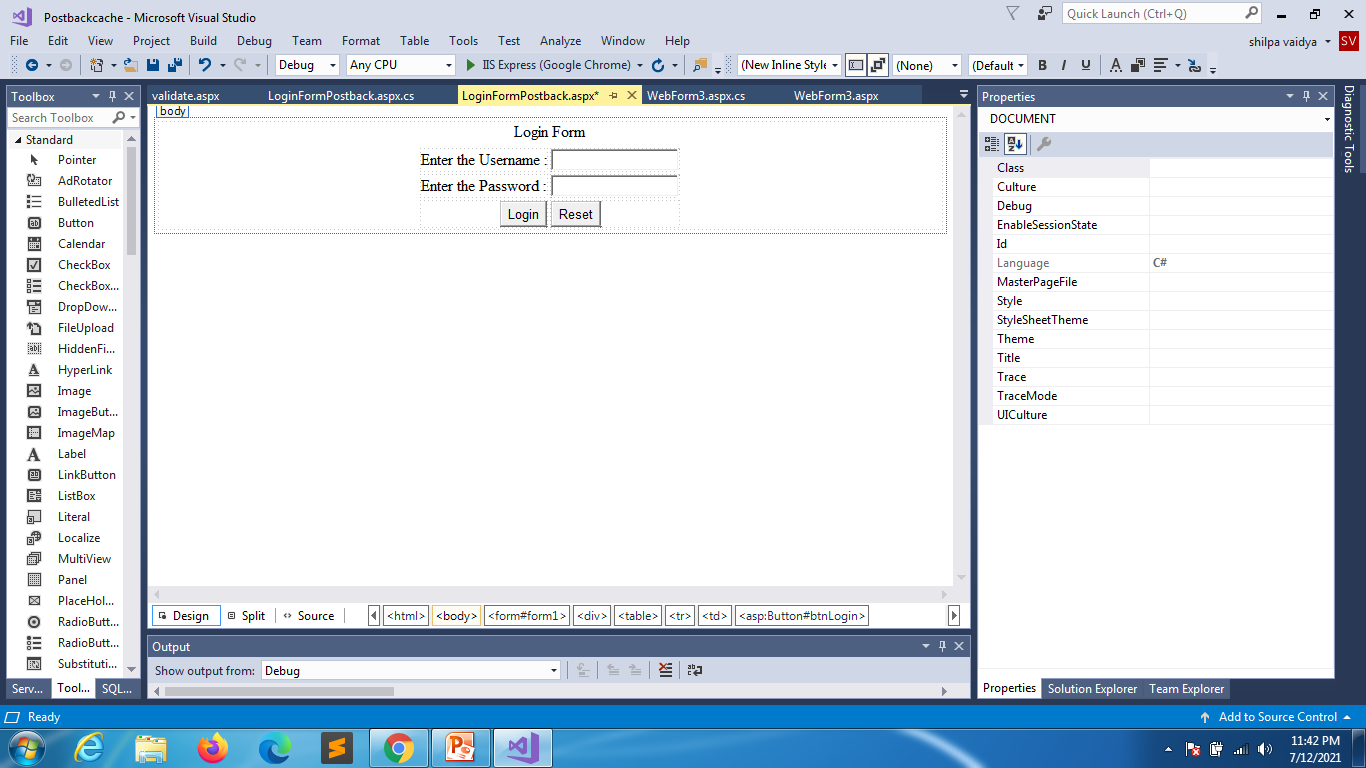 Postbackcache - Microsoft Visual Studio
Quick Launch (Ctrl+Q)
File Edit View Project Build Debug Team Format Table Tools Test Analyze Window Help
shilpa vaidya SV
Debug Any CPU IIS Express (Google Chrome) (New Inline Style (None) (Default B I U A
Toolbox
Search Toolbox
Standard
Pointer
AdRotator
BulletedList
Button
Calendar
CheckBox
CheckBox...
DropDow...
FileUpload
HiddenFi...
HyperLink
Image
ImageBut...
ImageMap
Label
LinkButton
ListBox
Literal
Localize
MultiView
Panel
PlaceHol...
RadioButt...
RadioButt...
Substituti...
Serv... Tool... SQL...
validate.aspx LoginFormPostback.aspx.cs LoginFormPostback.aspx* WebForm3.aspx.cs WebForm3.aspx
body
Login Form
Enter the Username :
Enter the Password :
Login Reset
Design Split Source <html> <body> <form#form1> <div> <table> <tr> <td> <asp:Button#btnLogin>
Output
Show output from: Debug
Properties
DOCUMENT
Class
Culture
Debug
EnableSessionState
Id
Language C#
MasterPageFile
Style
StyleSheetTheme
Theme
Title
Trace
TraceMode
UICulture
Properties Solution Explorer Team Explorer
Diagnostic Tools
Ready
Add to Source Control
11:42 PM
7/12/2021